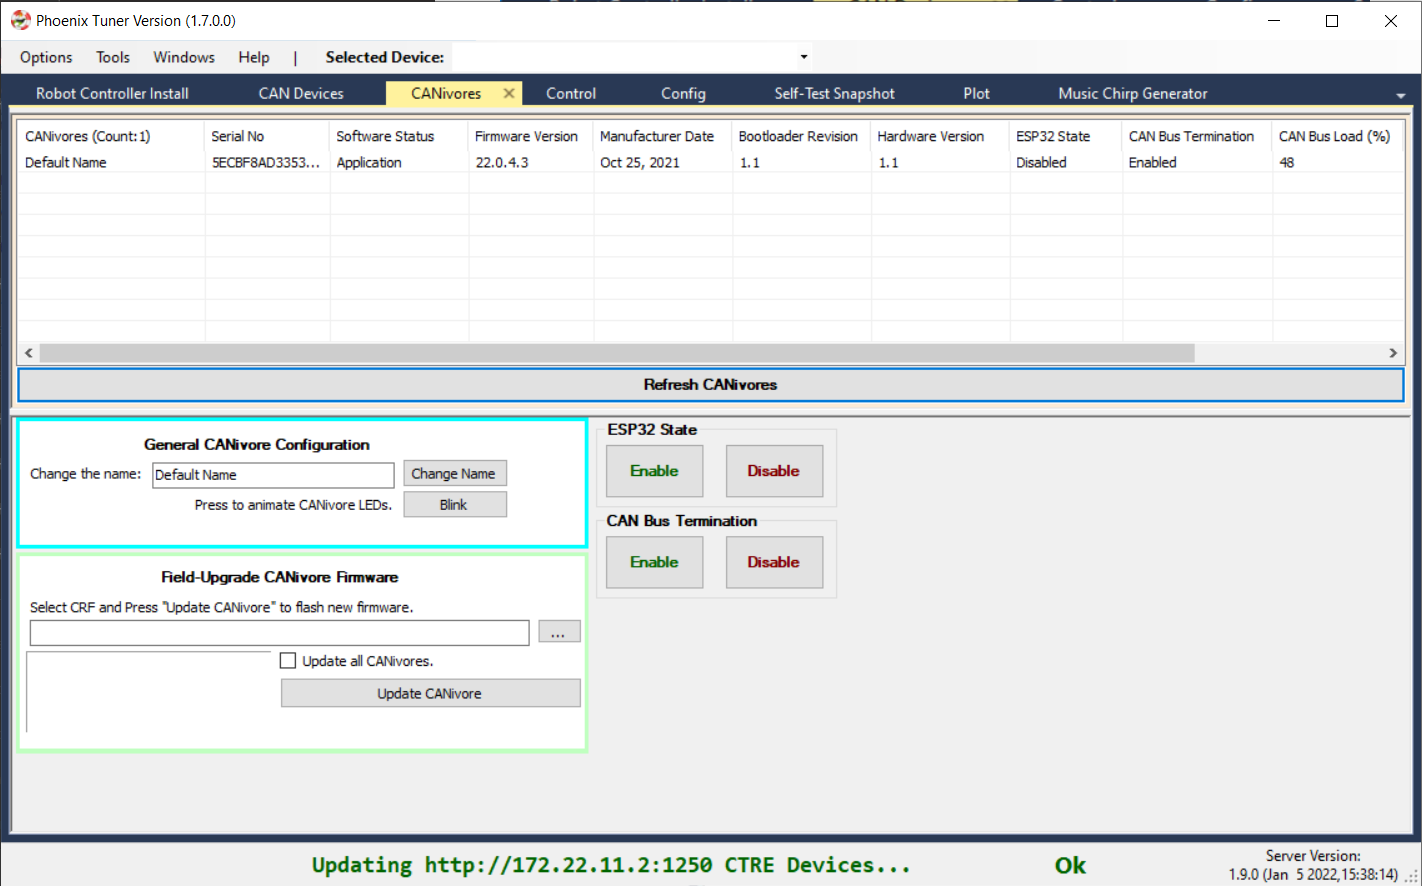 Phoenix Tuner Version (1.7.0.0)
Options Tools Windows Help | Selected Device:
Robot Controller Install CAN Devices CANivores Control Config Self-Test Snapshot Plot Music Chirp Generator
CANivores (Count:1) Serial No Software Status Firmware Version Manufacturer Date Bootloader Revision Hardware Version ESP32 State CAN Bus Termination CAN Bus Load (%)
Default Name 5ECBF8AD3353... Application 22.0.4.3 Oct 25, 2021 1.1 1.1 Disabled Enabled 48
Refresh CANivores
General CANivore Configuration
Change the name: Default Name Change Name
Press to animate CANivore LEDs. Blink
Field-Upgrade CANivore Firmware
Select CRF and Press "Update CANivore" to flash new firmware.
...
Update all CANivores.
Update CANivore
ESP32 State
Enable Disable
CAN Bus Termination
Enable Disable
Updating http://172.22.11.2:1250 CTRE Devices... Ok
Server Version:
1.9.0 (Jan 5 2022,15:38:14)